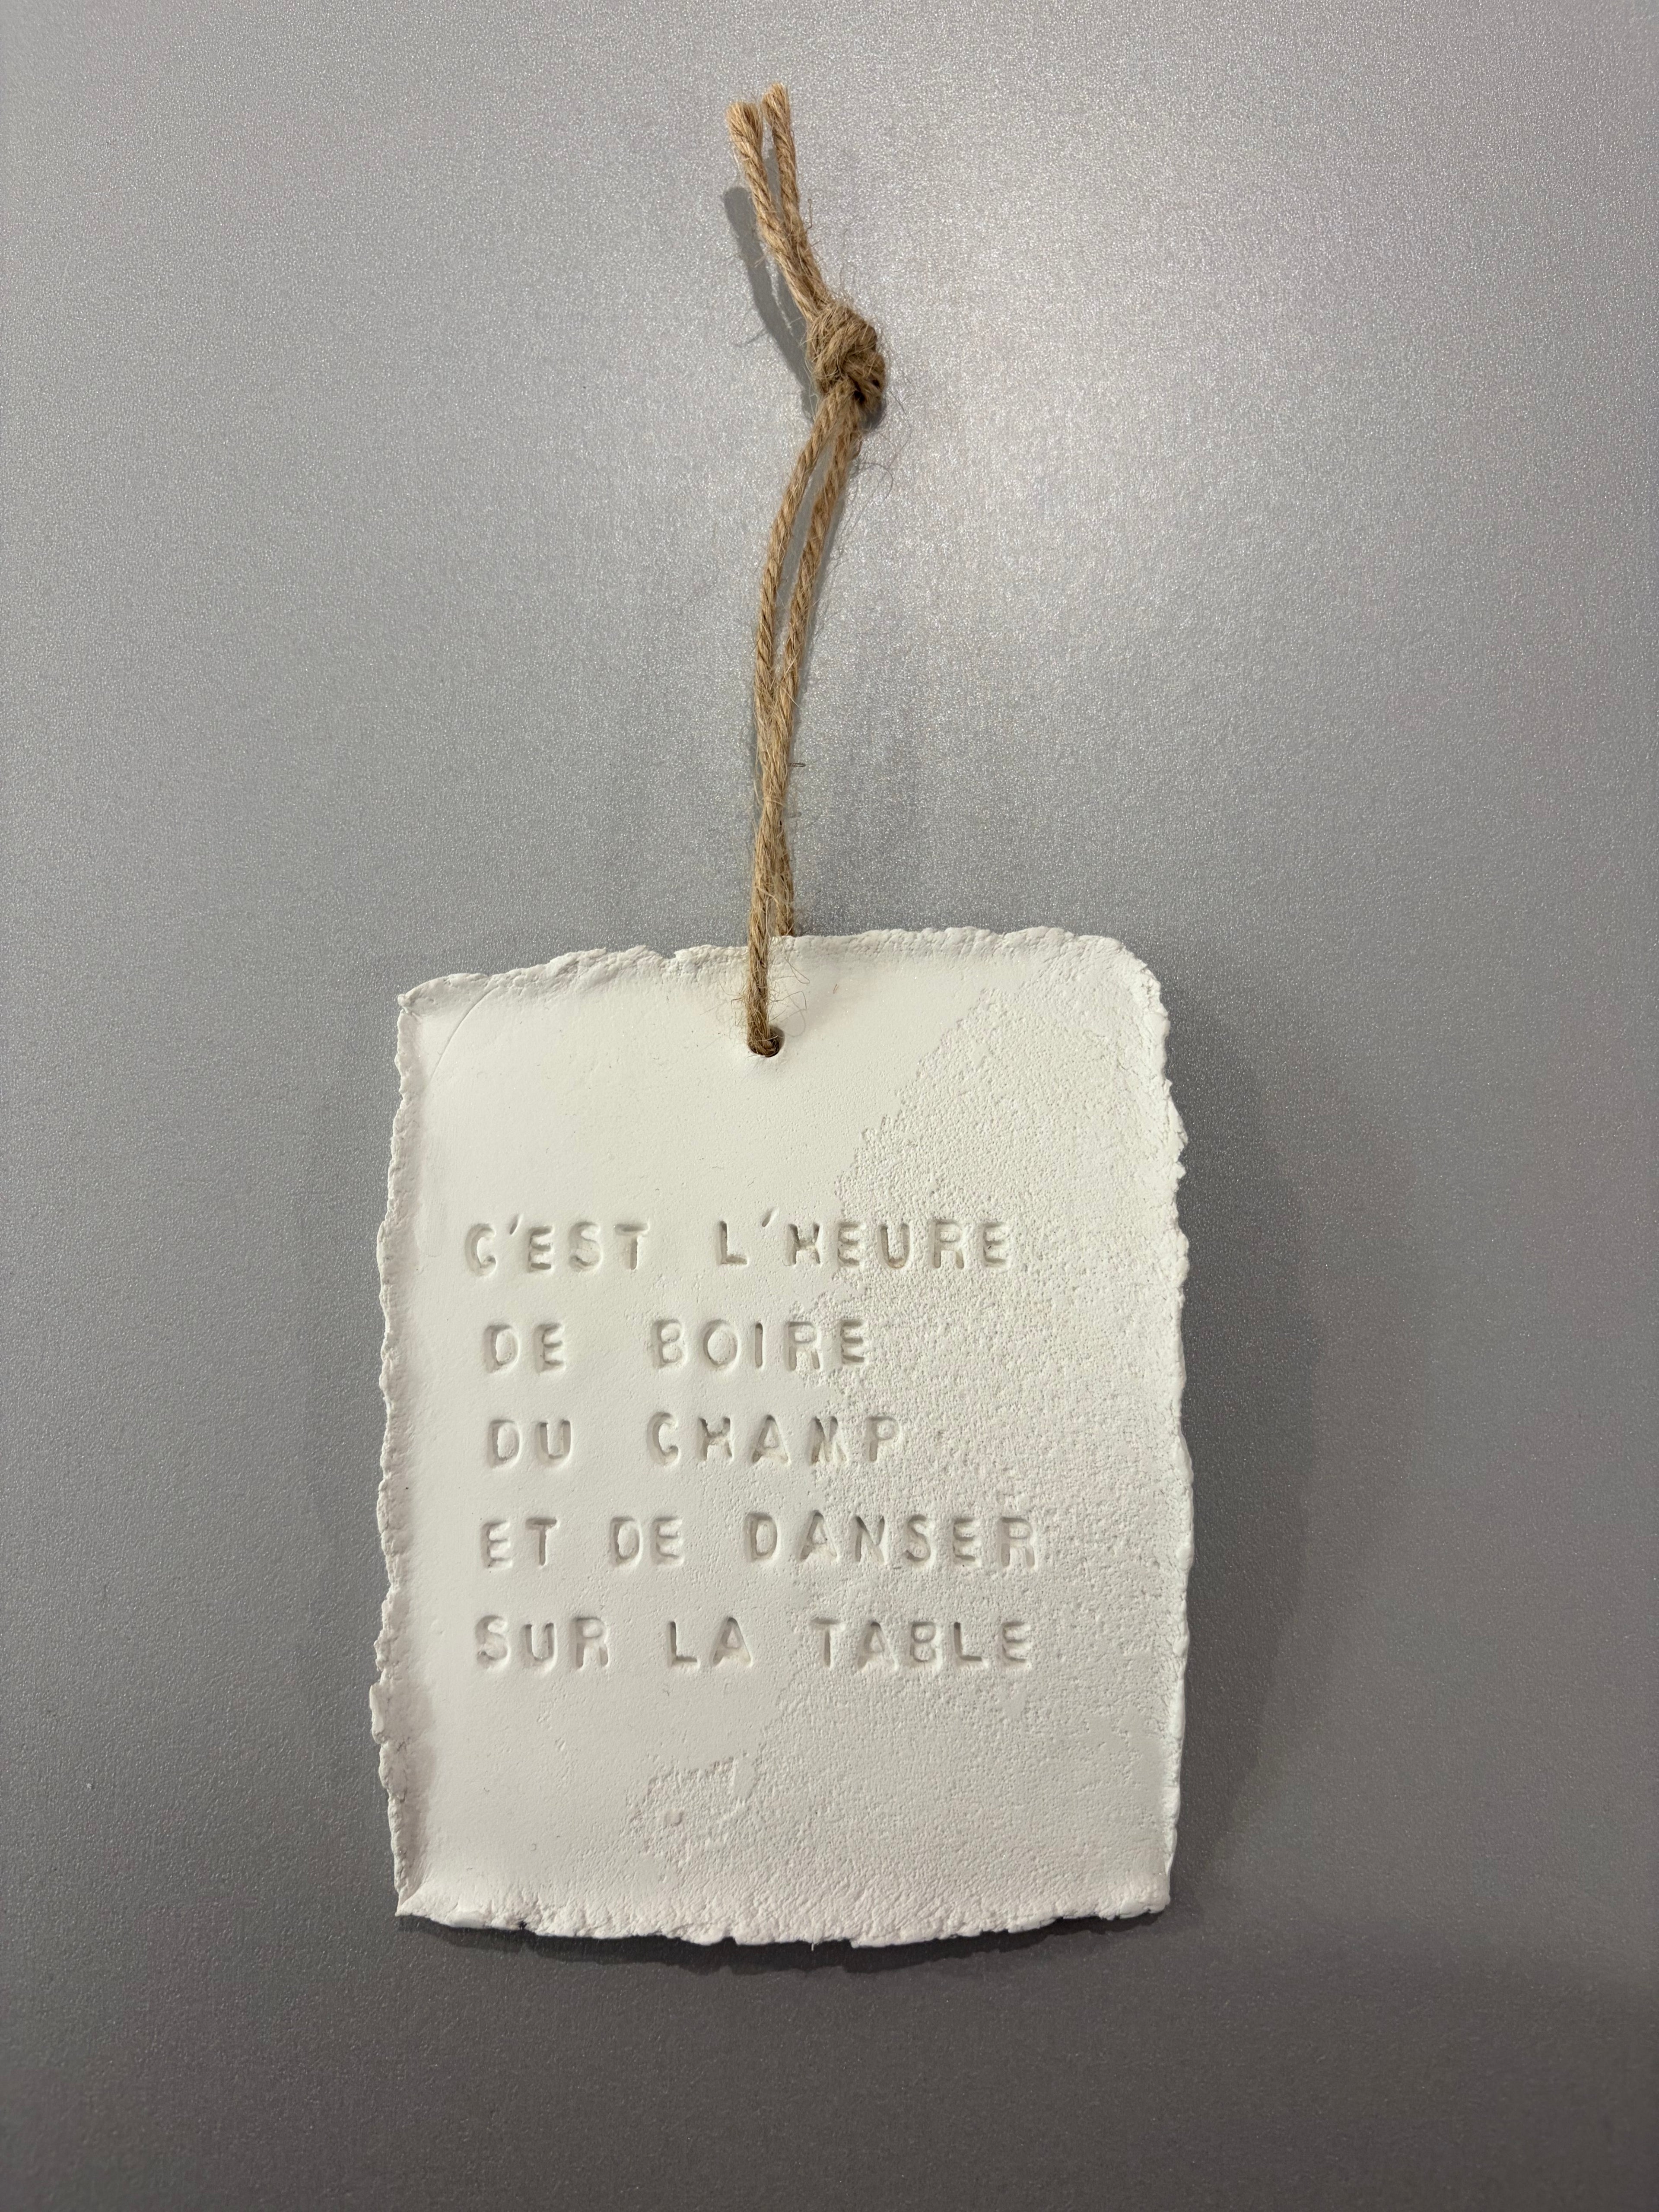 C'EST L'HEURE
DE BOIRE
DU CHAMP
ET DE DANSER
SUR LA TABLE